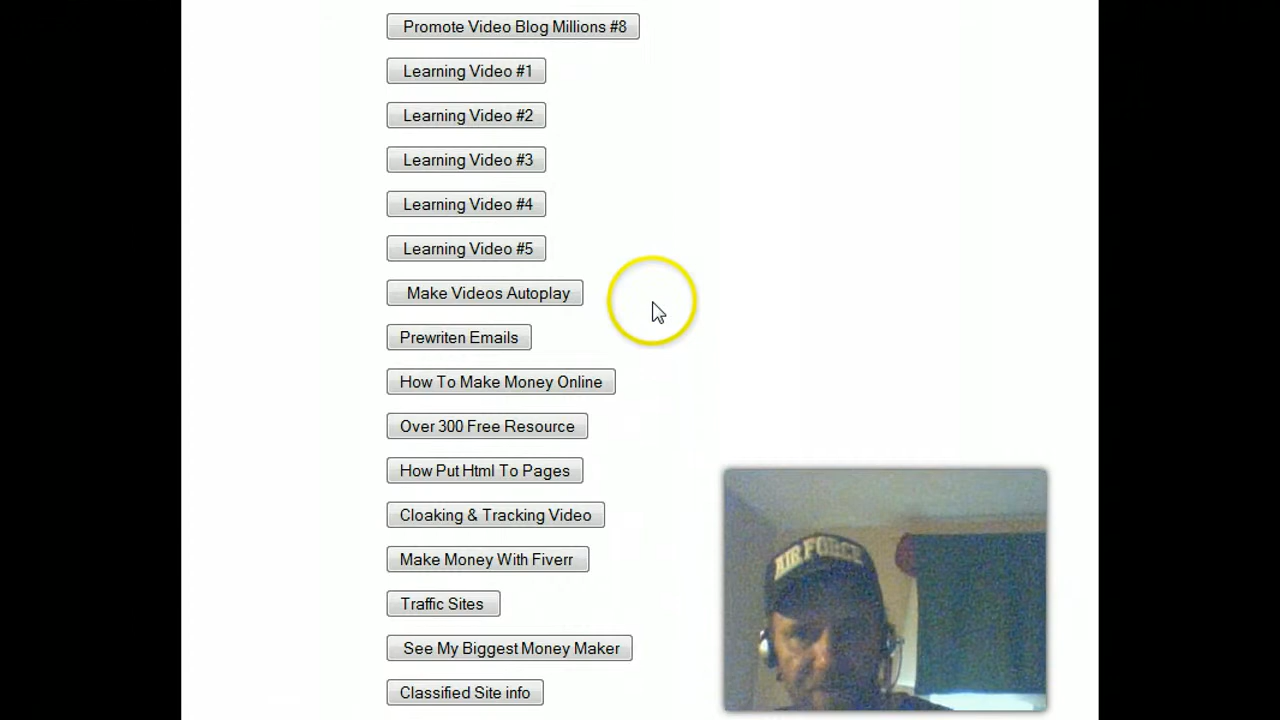 Promote Video Blog Millions #8
Learning Video #1
Learning Video #2
Learning Video #3
Learning Video #4
Learning Video #5
Make Videos Autoplay
Prewriten Emails
How To Make Money Online
Over 300 Free Resource
How Put Html To Pages
Cloaking & Tracking Video
Make Money With Fiverr
Traffic Sites
See My Biggest Money Maker
Classified Site info
AIR FORCE